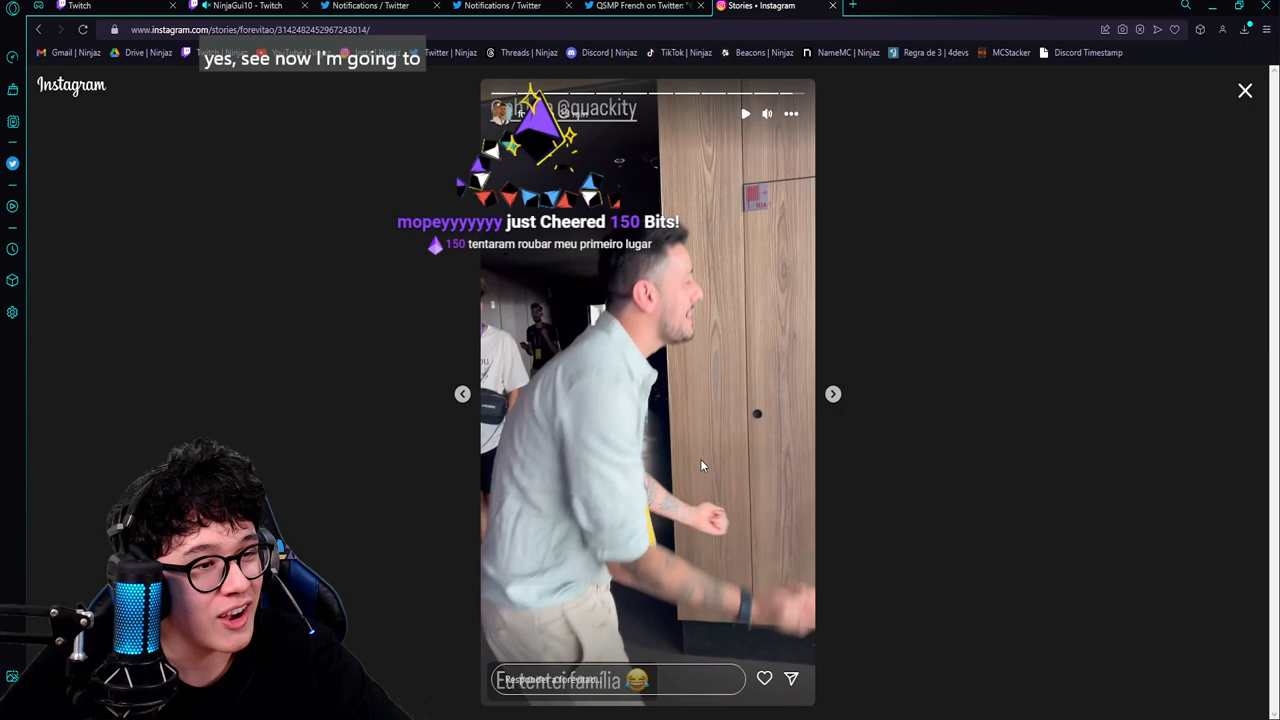 Twitch
NinjaGui10 - Twitch
Notifications / Twitter
Notifications / Twitter
QSMP French on Twitter: "
Stories • Instagram
www.instagram.com/stories/forevitao/3142482452967243014/
Gmail | Ninjaz
Drive | Ninjaz
Twitter | Ninjaz
Threads | Ninjaz
Discord | Ninjaz
TikTok | Ninjaz
Beacons | Ninjaz
NameMC | Ninjaz
Regra de 3 | 4devs
MCStacker
Discord Timestamp
yes, see now I'm going to
Instagram
@quackity
RIA
mopeyyyyyyy just Cheered 150 Bits!
150 tentaram roubar meu primeiro lugar
Eu tentei família 😂
Responder a forevitao...